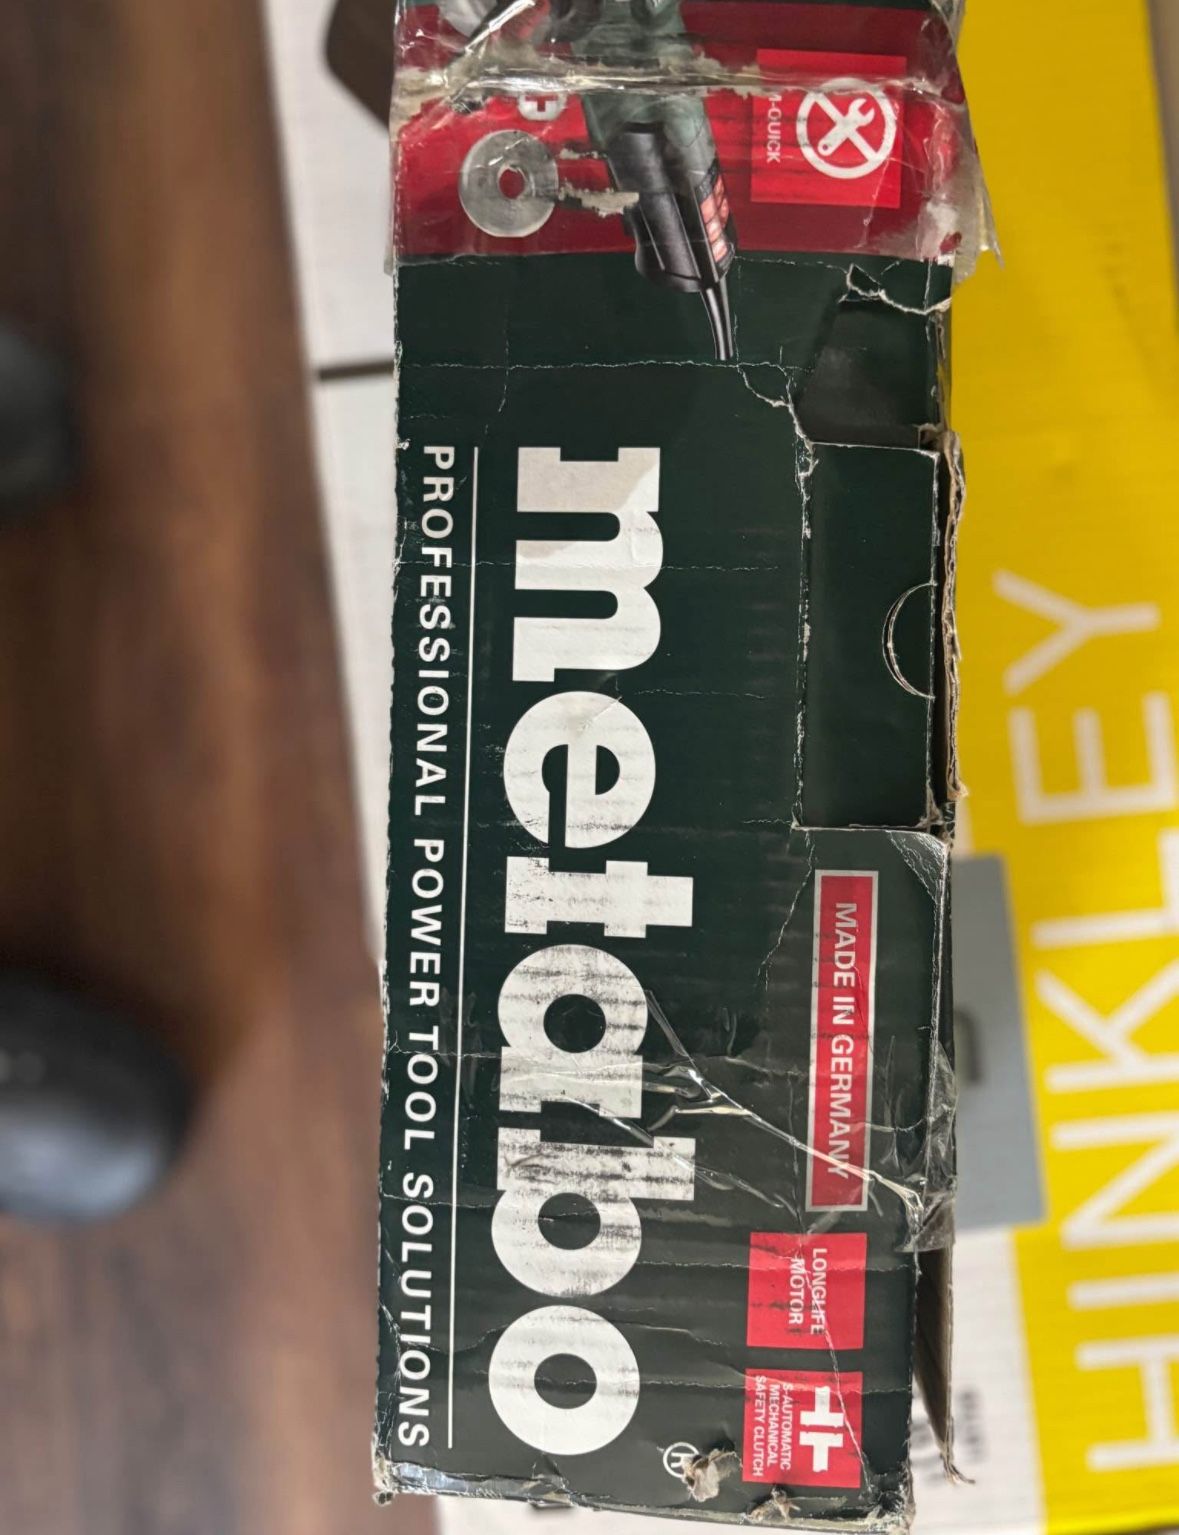 M-QUICK
MADE IN GERMANY
LONGLIFE
MOTOR
S-AUTOMATIC
MECHANICAL
SAFETY CLUTCH
metabo®
PROFESSIONAL POWER TOOL SOLUTIONS
HINKLEY